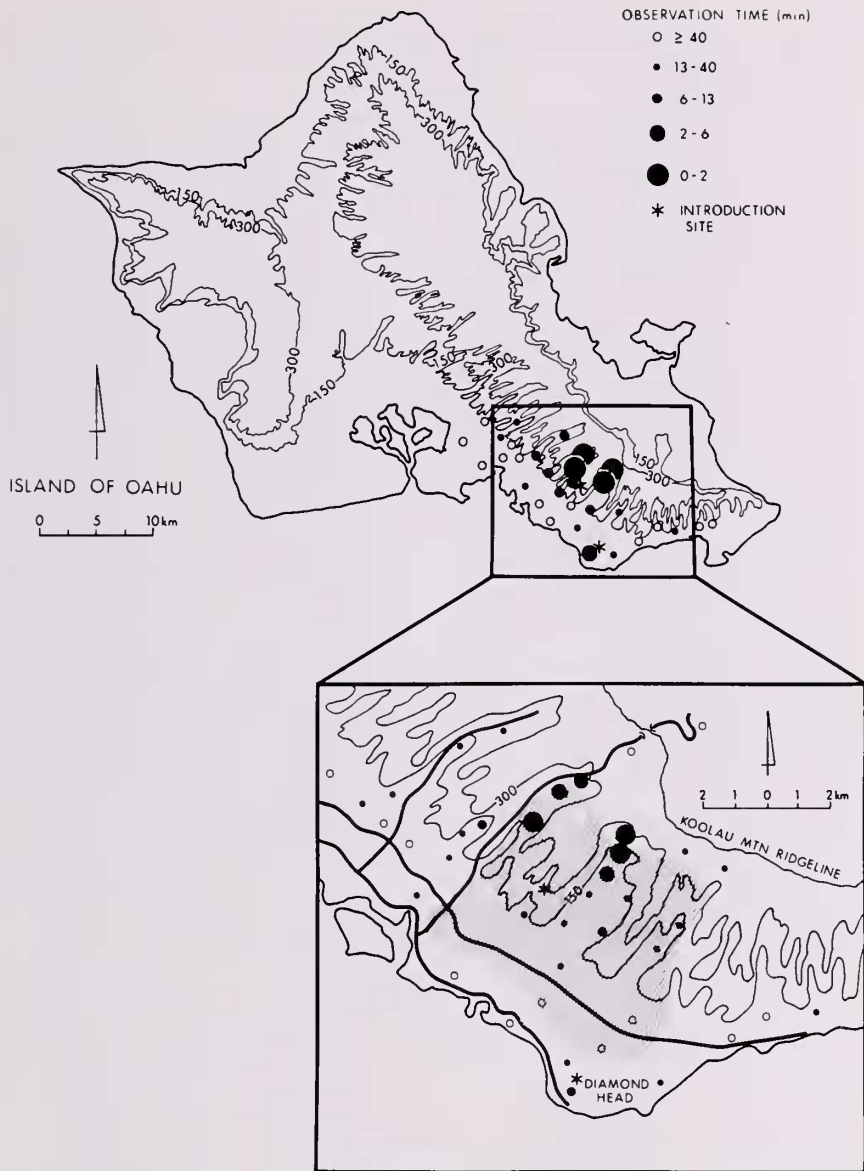 OBSERVATION TIME (min)
≥ 40
13-40
6-13
2-6
0-2
* INTRODUCTION
SITE
150
300
150
300
300
150
150
300
150
300
ISLAND OF OAHU
0 5 10km
300
2 1 0 2km
KOOLAU MTN RIDGELINE
150
* DIAMOND
HEAD